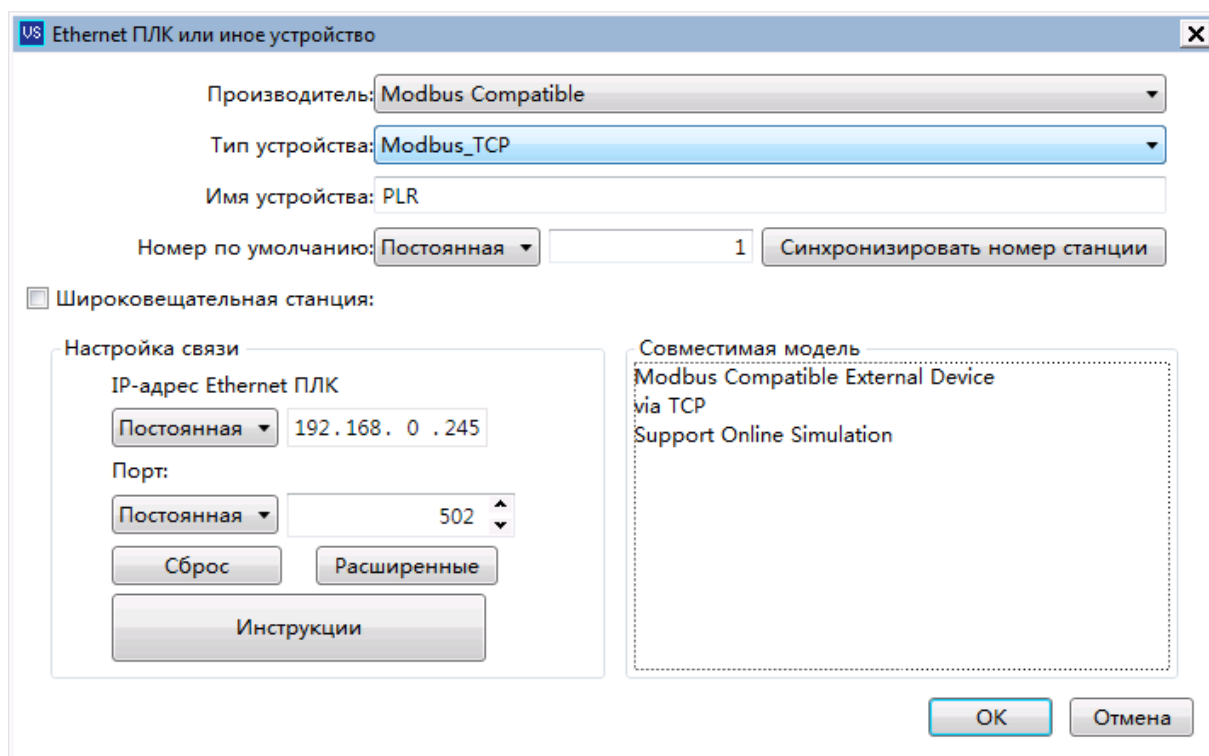 VS Ethernet ПЛК или иное устройство
Производитель: Modbus Compatible
Тип устройства: Modbus_TCP
Имя устройства: PLR
Номер по умолчанию: Постоянная 1 Синхронизировать номер станции
Широковещательная станция:
Настройка связи
IP-адрес Ethernet ПЛК
Постоянная 192.168. 0 .245
Порт:
Постоянная 502
Сброс Расширенные
Инструкции
Совместимая модель
Modbus Compatible External Device
via TCP
Support Online Simulation
OK Отмена